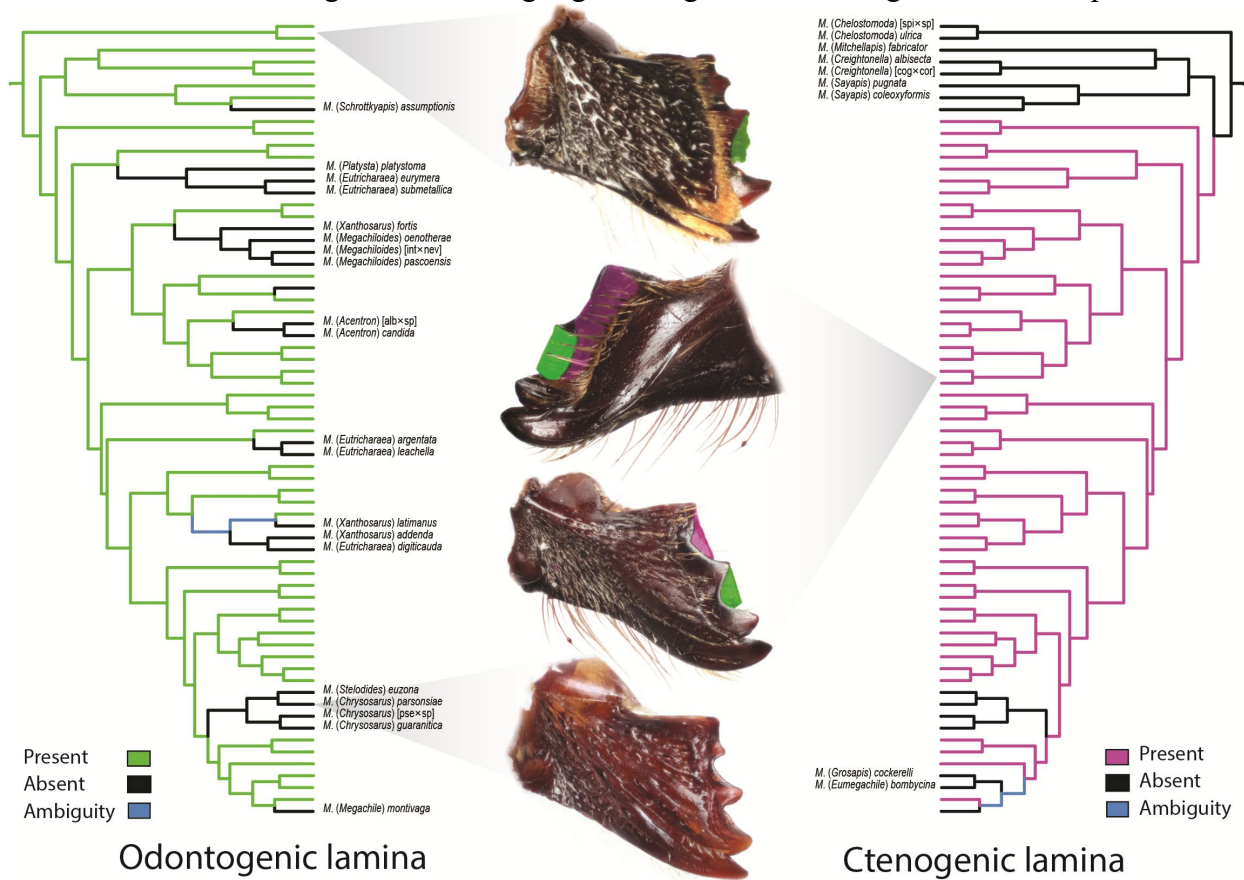 M. (Schrottkyapis) assumptionis
M. (Platysta) platystoma
M. (Eutricharaea) eurymera
M. (Eutricharaea) submetallica
M. (Xanthosarus) fortis
M. (Megachiloides) oenotherae
M. (Megachiloides) [int×nev]
M. (Megachiloides) pascoensis
M. (Acentron) [alb×sp]
M. (Acentron) candida
M. (Eutricharaea) argentata
M. (Eutricharaea) leachella
M. (Xanthosarus) latimanus
M. (Xanthosarus) addenda
M. (Eutricharaea) digiticauda
M. (Stelodides) euzona
M. (Chrysosarus) parsonsiae
M. (Chrysosarus) [pse×sp]
M. (Chrysosarus) guaranitica
M. (Megachile) montivaga
Present
Absent
Ambiguity
Odontogenic lamina
M. (Chelostomoda) [spi×sp]
M. (Chelostomoda) ulrica
M. (Mitchellapis) fabricator
M. (Creightonella) albisecta
M. (Creightonella) [cog×cor]
M. (Sayapis) pugnata
M. (Sayapis) coleoxyformis
M. (Grosapis) cockerelli
M. (Eumegachile) bombycina
Present
Absent
Ambiguity
Ctenogenic lamina